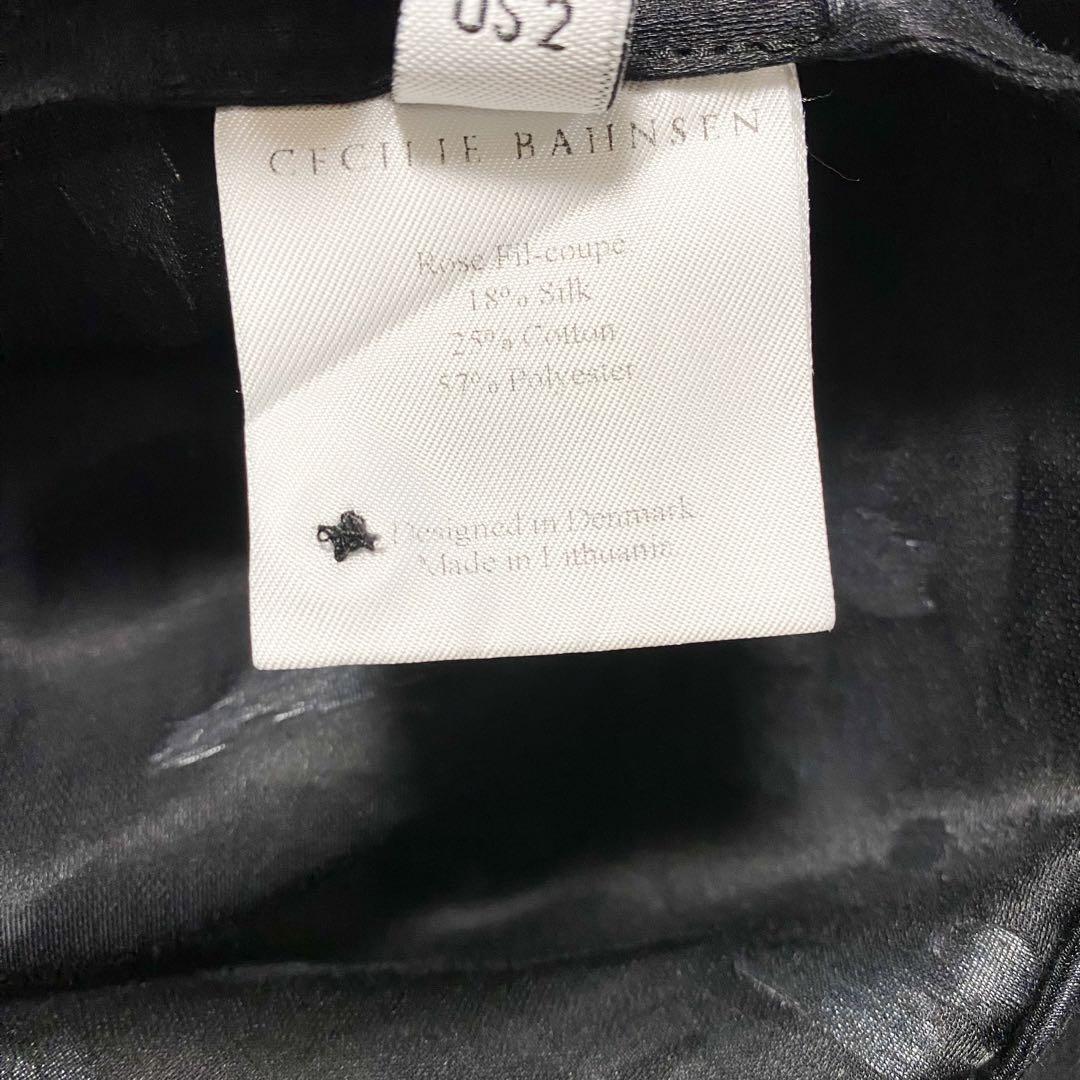 US 2
CECILIE BAHNSEN
Rose Fil-coupe
18% Silk
25% Cotton
57% Polyester
Designed in Denmark
Made in Lithuania